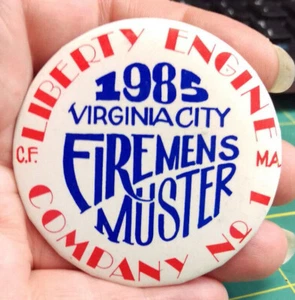 LIBERTY ENGINE
1985
VIRGINIA CITY
C.F.
FIREMENS
MA.
MUSTER
COMPANY No 1